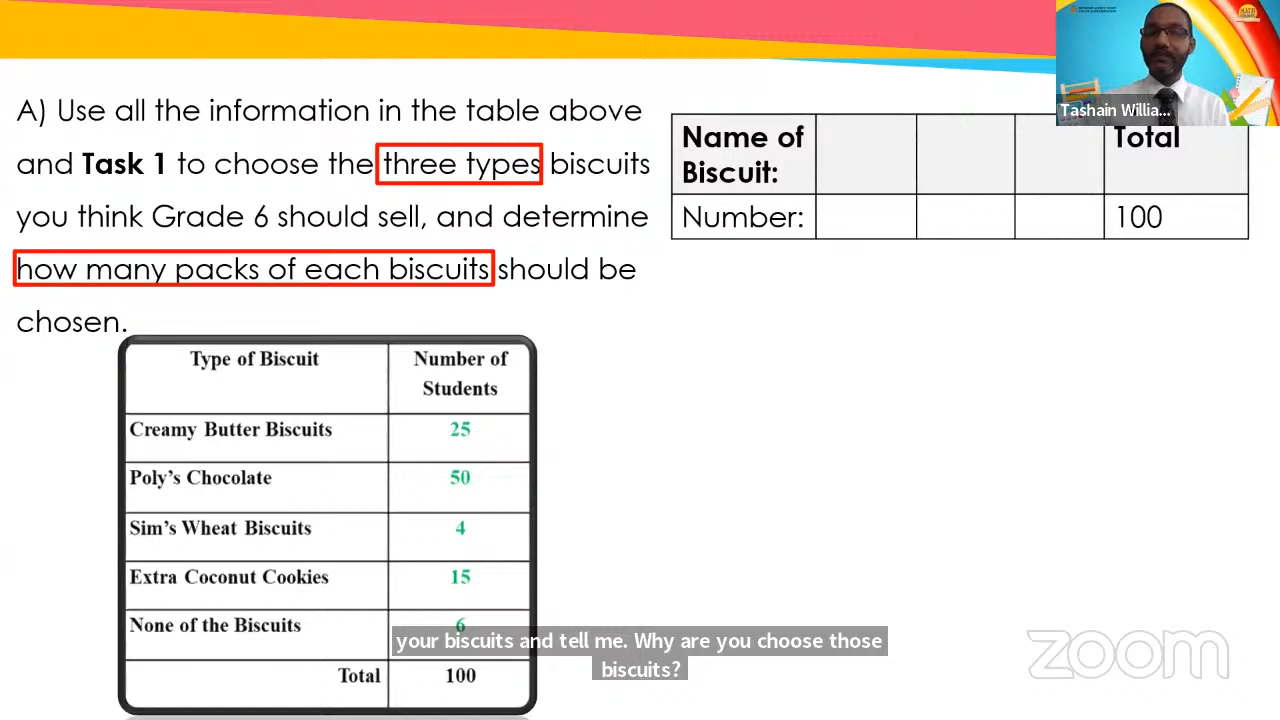 A) Use all the information in the table above
and Task 1 to choose the three types biscuits
you think Grade 6 should sell, and determine
how many packs of each biscuits should be
chosen.
Tashain Willia...
Name of Biscuit: Total
Number: 100
Type of Biscuit Number of Students
Creamy Butter Biscuits 25
Poly's Chocolate 50
Sim's Wheat Biscuits 4
Extra Coconut Cookies 15
None of the Biscuits 6
Total 100
your biscuits and tell me. Why are you choose those
biscuits?
zoom